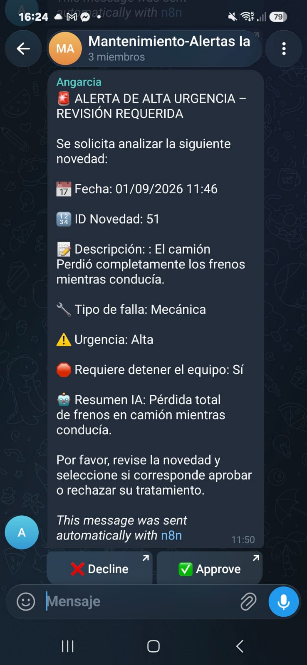 16:24
79
automatically with n8n
MA
Mantenimiento-Alertas Ia
3 miembros
Angarcia
ALERTA DE ALTA URGENCIA –
REVISIÓN REQUERIDA
Se solicita analizar la siguiente
novedad:
Fecha: 01/09/2026 11:46
ID Novedad: 51
Descripción: : El camión
Perdió completamente los frenos
mientras conducía.
Tipo de falla: Mecánica
Urgencia: Alta
Requiere detener el equipo: Sí
Resumen IA: Pérdida total
de frenos en camión mientras
conducía.
Por favor, revise la novedad y
seleccione si corresponde aprobar
o rechazar su tratamiento.
This message was sent
automatically with n8n
11:50
A
Decline
Approve
Mensaje